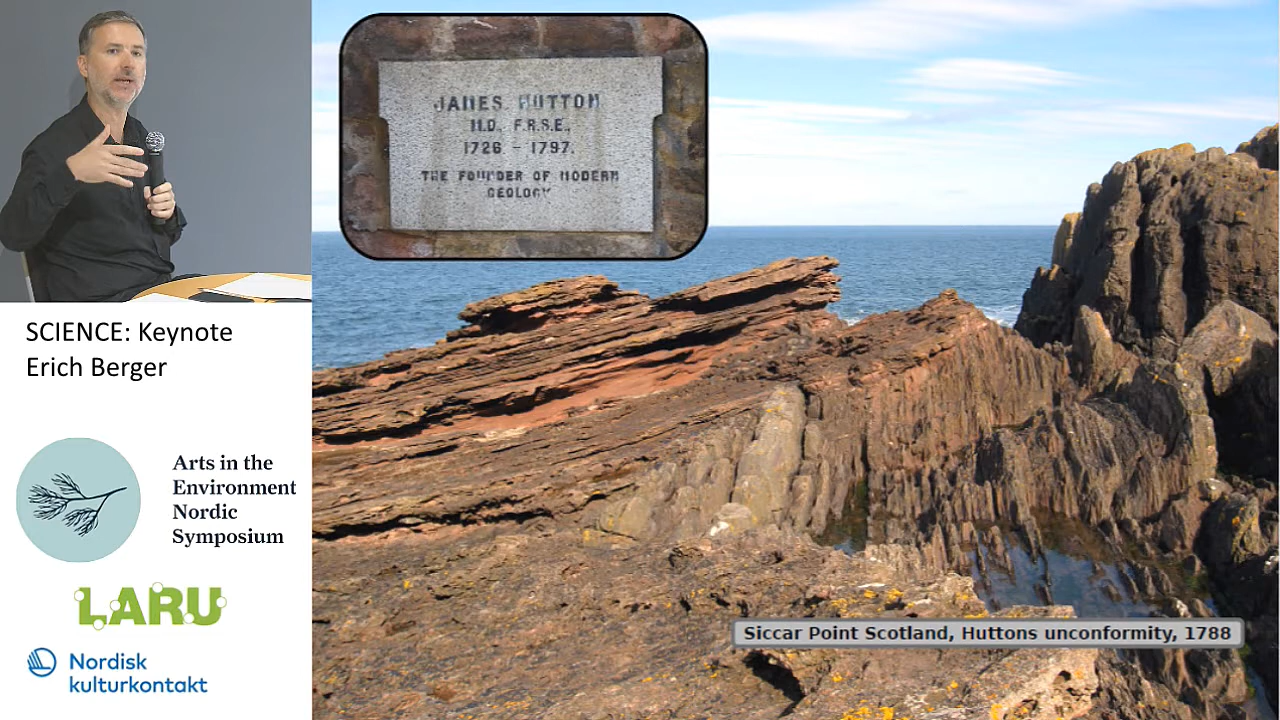 JAMES HUTTON
M.D. F.R.S.E.
1726 - 1797.
THE FOUNDER OF MODERN
GEOLOGY
SCIENCE: Keynote
Erich Berger
Arts in the
Environment
Nordic
Symposium
LARU
Nordisk
kulturkontakt
Siccar Point Scotland, Huttons unconformity, 1788